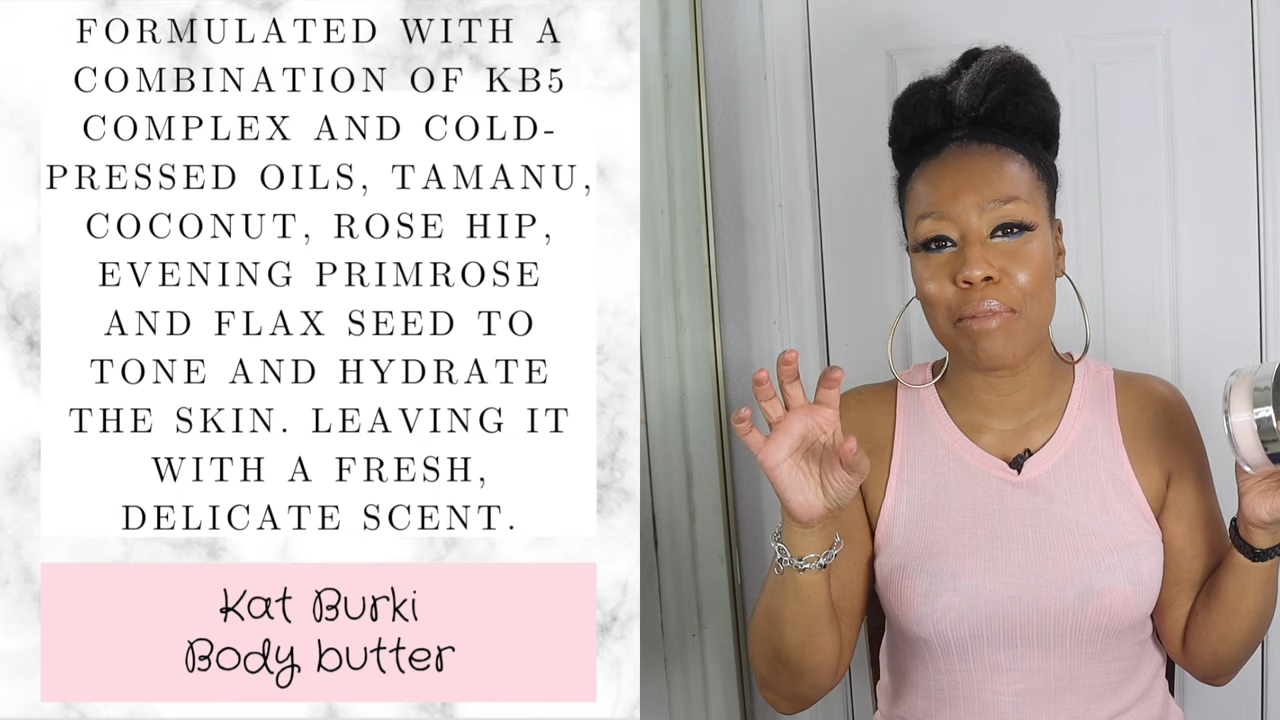 FORMULATED WITH A
COMBINATION OF KB5
COMPLEX AND COLD-
PRESSED OILS, TAMANU,
COCONUT, ROSE HIP,
EVENING PRIMROSE
AND FLAX SEED TO
TONE AND HYDRATE
THE SKIN. LEAVING IT
WITH A FRESH,
DELICATE SCENT.
Kat Burki
Body butter